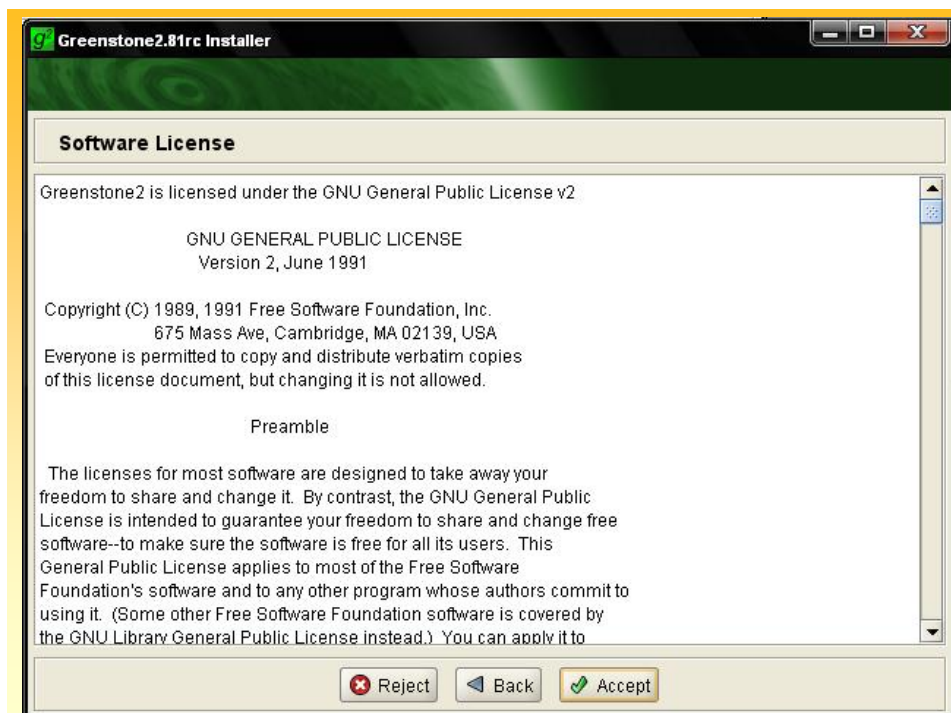 g2 Greenstone2.81rc Installer
Software License
Greenstone2 is licensed under the GNU General Public License v2
GNU GENERAL PUBLIC LICENSE
Version 2, June 1991
Copyright (C) 1989, 1991 Free Software Foundation, Inc.
675 Mass Ave, Cambridge, MA 02139, USA
Everyone is permitted to copy and distribute verbatim copies
of this license document, but changing it is not allowed.
Preamble
The licenses for most software are designed to take away your
freedom to share and change it. By contrast, the GNU General Public
License is intended to guarantee your freedom to share and change free
software--to make sure the software is free for all its users. This
General Public License applies to most of the Free Software
Foundation's software and to any other program whose authors commit to
using it. (Some other Free Software Foundation software is covered by
the GNU Library General Public License instead.) You can apply it to
Reject Back Accept